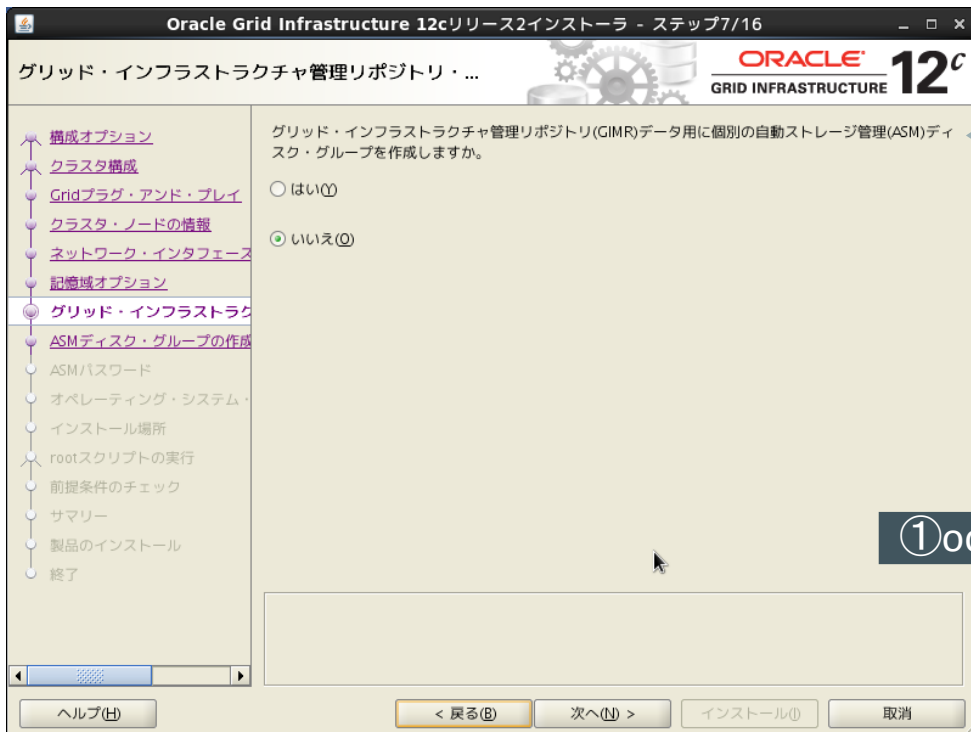 Oracle Grid Infrastructure 12cリリース2インストーラ - ステップ7/16
グリッド・インフラストラクチャ管理リポジトリ・...
ORACLE
GRID INFRASTRUCTURE
12c
構成オプション
クラスタ構成
Gridプラグ・アンド・プレイ
クラスタ・ノードの情報
ネットワーク・インタフェース
記憶域オプション
グリッド・インフラストラク
ASMディスク・グループの作成
ASMパスワード
オペレーティング・システム・
インストール場所
rootスクリプトの実行
前提条件のチェック
サマリー
製品のインストール
終了
グリッド・インフラストラクチャ管理リポジトリ(GIMR)データ用に個別の自動ストレージ管理(ASM)ディ
スク・グループを作成しますか。
はい(Y)
いいえ(O)
ヘルプ(H)
< 戻る(B)
次へ(N) >
インストール(I)
取消